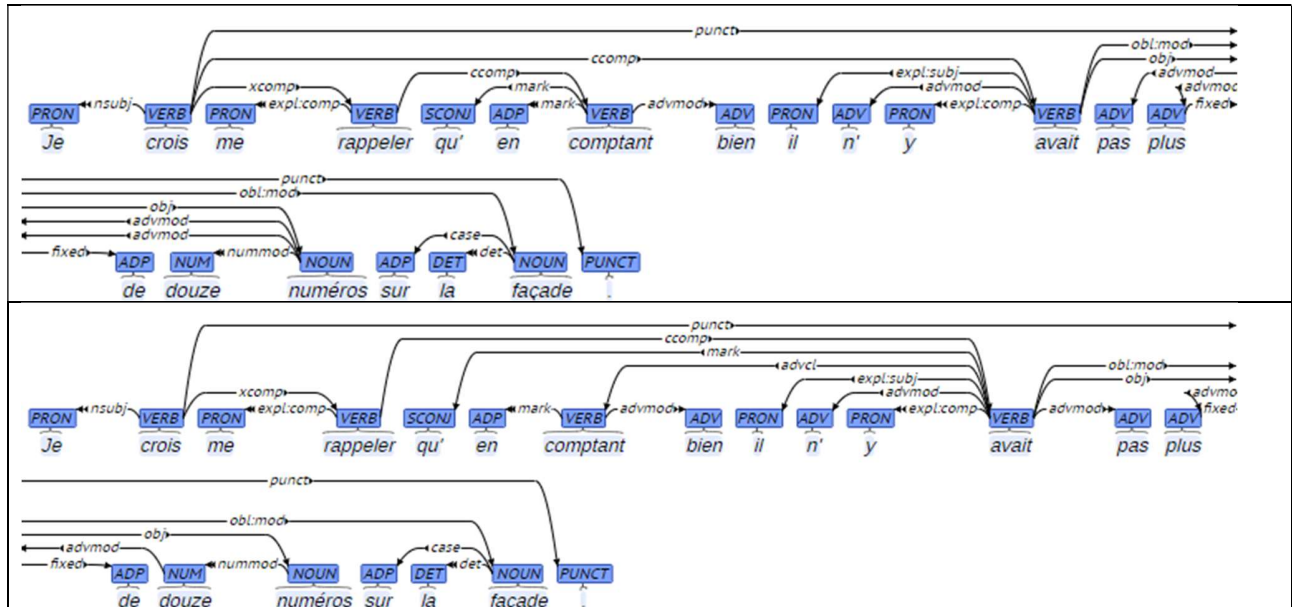 punct
ccomp obl:mod
obj
ccomp expl:subj advmod
xcomp mark advmod advmod
PRON nsubj VERB PRON expl:comp VERB SCONJ ADP mark VERB advmod ADV PRON ADV PRON expl:comp VERB ADV ADV fixed
Je crois me rappeler qu' en comptant bien il n' y avait pas plus
punct
obl:mod
obj
advmod
advmod case
fixed ADP NUM nummod NOUN ADP DET det NOUN PUNCT
de douze numéros sur la façade .
punct
ccomp
mark
advcl obl:mod
expl:subj obj
xcomp advmod advmo
PRON nsubj VERB PRON expl:comp VERB SCONJ ADP mark VERB advmod ADV PRON ADV PRON expl:comp VERB advmod ADV ADV fixed
Je crois me rappeler qu' en comptant bien il n' y avait pas plus
punct
obl:mod
obj
advmod case
fixed ADP NUM nummod NOUN ADP DET det NOUN PUNCT
de douze numéros sur la façade .